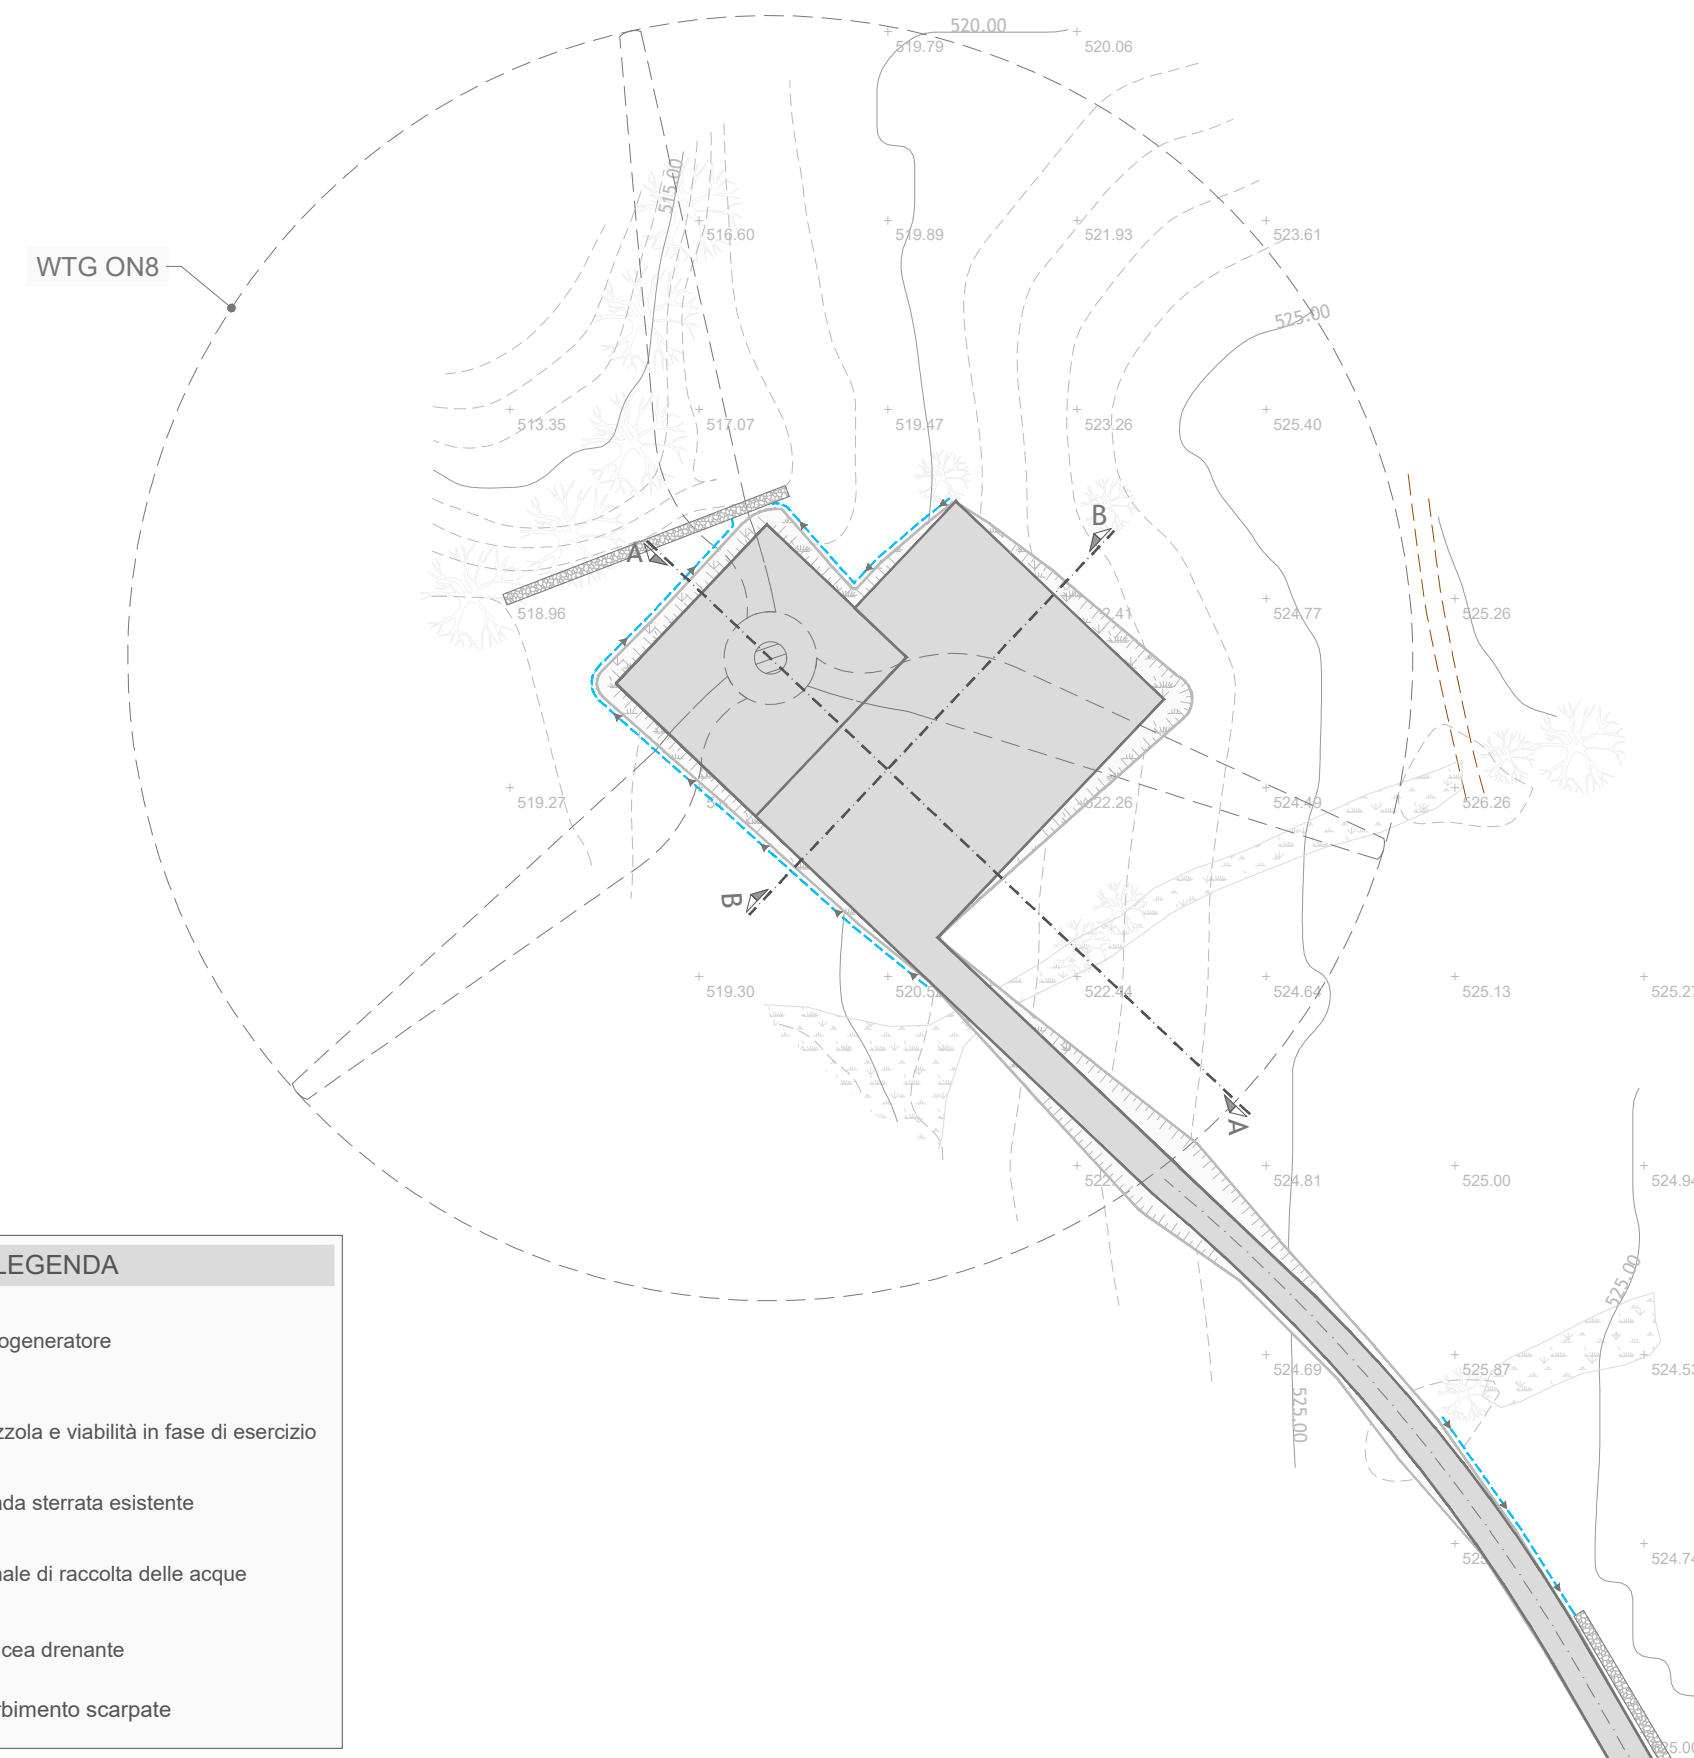 520.00
519.79
520.06
515.00
516.60
519.89
521.93
523.61
WTG ON8
525.00
513.35
517.07
519.47
523.26
525.40
B
A
518.96
524.77
525.26
519.27
522.26
524.49
526.26
B
519.30
522.44
524.64
525.13
A
524.81
525.00
LEGENDA
525.00
ogeneratore
524.69
525.87
525.00
zzola e viabilità in fase di esercizio
da sterrata esistente
ale di raccolta delle acque
cea drenante
rbimento scarpate